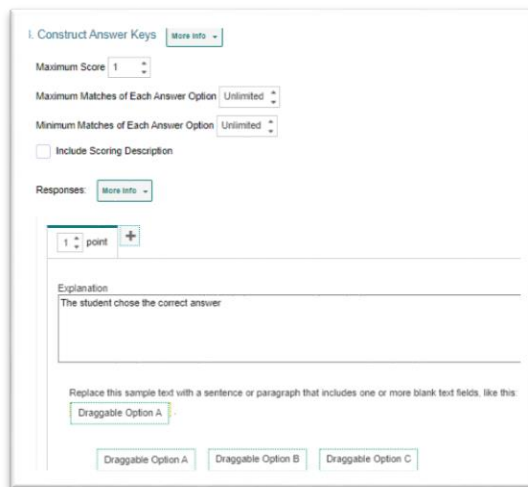 . Construct Answer Keys More Info
Maximum Score 1
Maximum Matches of Each Answer Option Unlimited
Minimum Matches of Each Answer Option Unlimited
Include Scoring Description
Responses: More Info
1 point +
Explanation
The student chose the correct answer
Replace this sample text with a sentence or paragraph that includes one or more blank text fields, like this:
Draggable Option A .
Draggable Option A Draggable Option B Draggable Option C